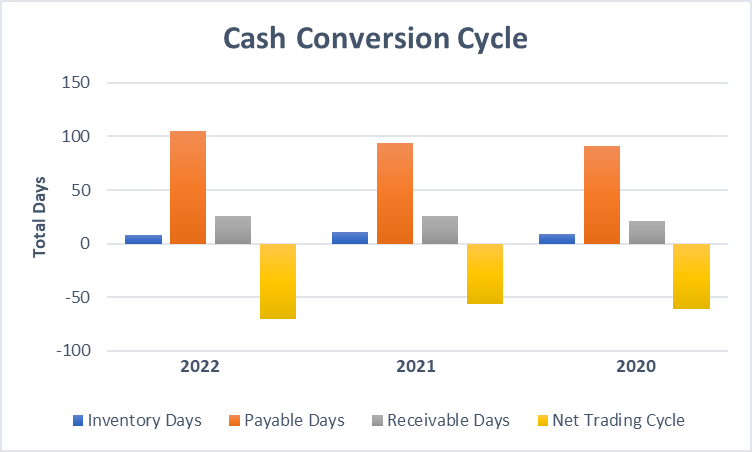 Cash Conversion Cycle
Total Days
150
100
50
0
-50
-100
2022 2021 2020
Inventory Days Payable Days Receivable Days Net Trading Cycle